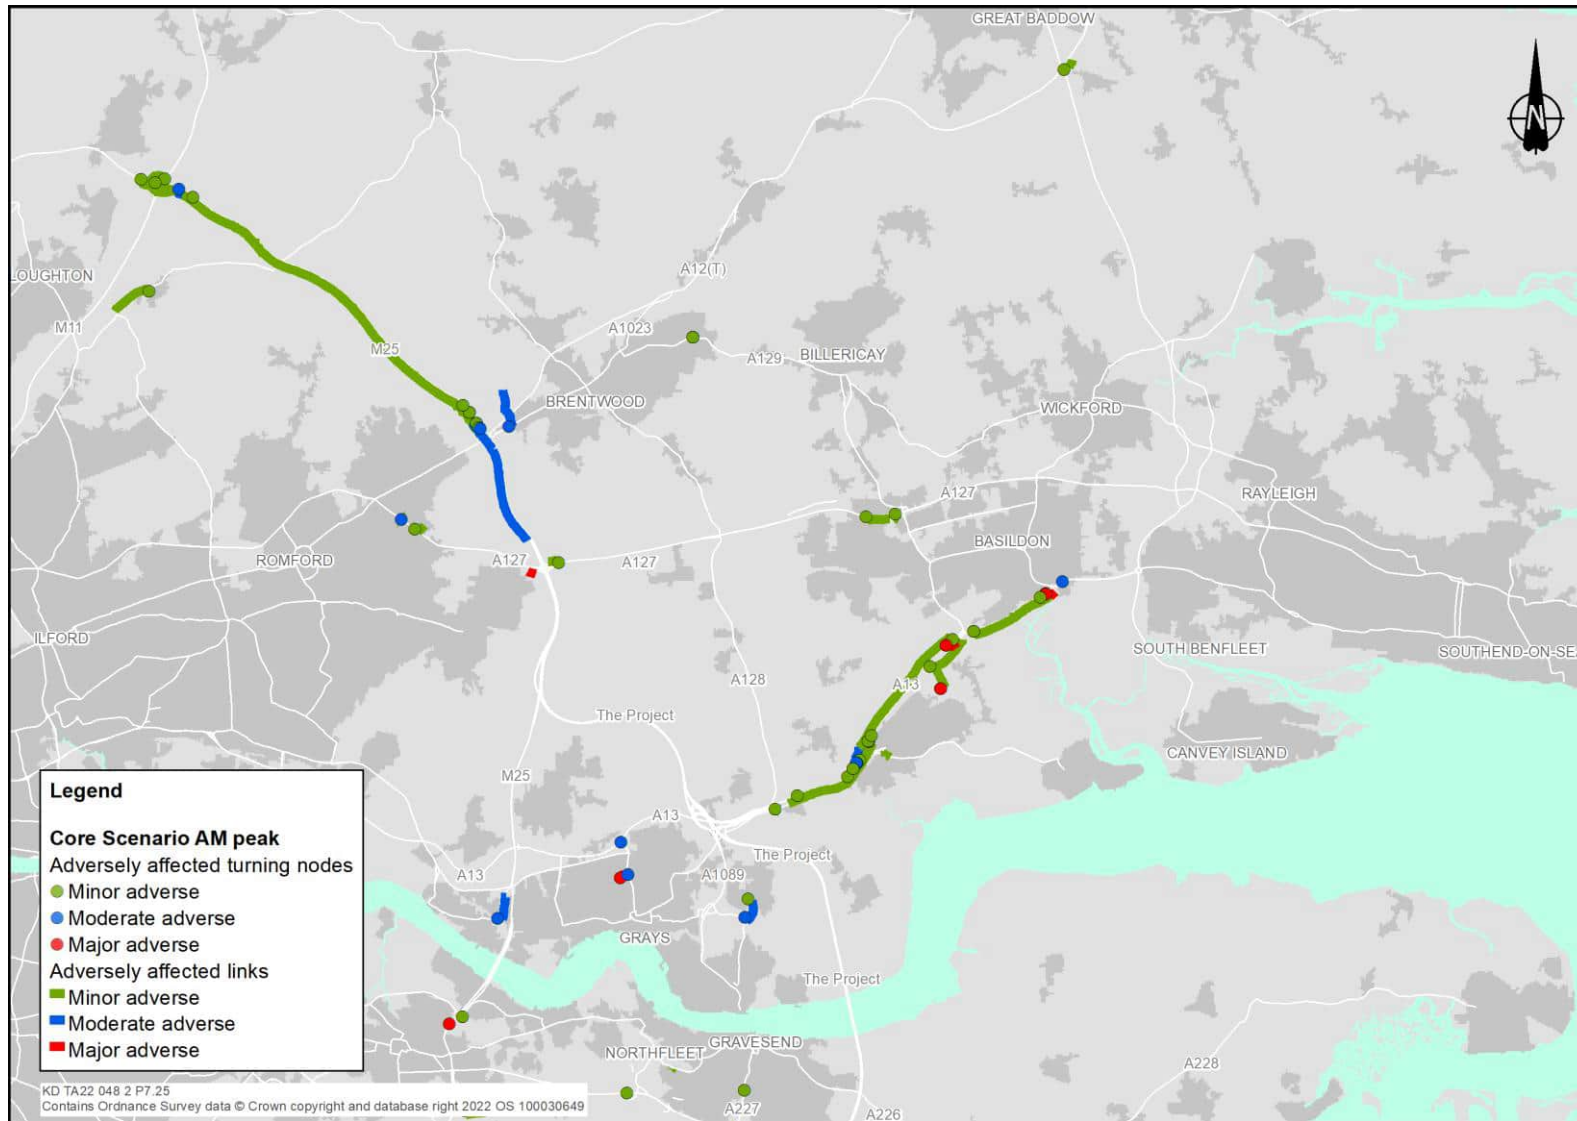 GREAT BADDOW
N
LOUGHTON
A12(T)
M11
A1023
M25
A129
BILLERICAY
BRENTWOOD
WICKFORD
A127
RAYLEIGH
BASILDON
ROMFORD
A127
A127
ILFORD
SOUTH BENFLEET
SOUTHEND-ON-SE
A128
A13
The Project
CANVEY ISLAND
M25
A13
The Project
A13
A1089
GRAYS
The Project
GRAVESEND
NORTHFLEET
A228
A227
A226
Legend
Core Scenario AM peak
Adversely affected turning nodes
Minor adverse
Moderate adverse
Major adverse
Adversely affected links
Minor adverse
Moderate adverse
Major adverse
KD TA22 048 2 P7.25
Contains Ordnance Survey data © Crown copyright and database right 2022 OS 100030649